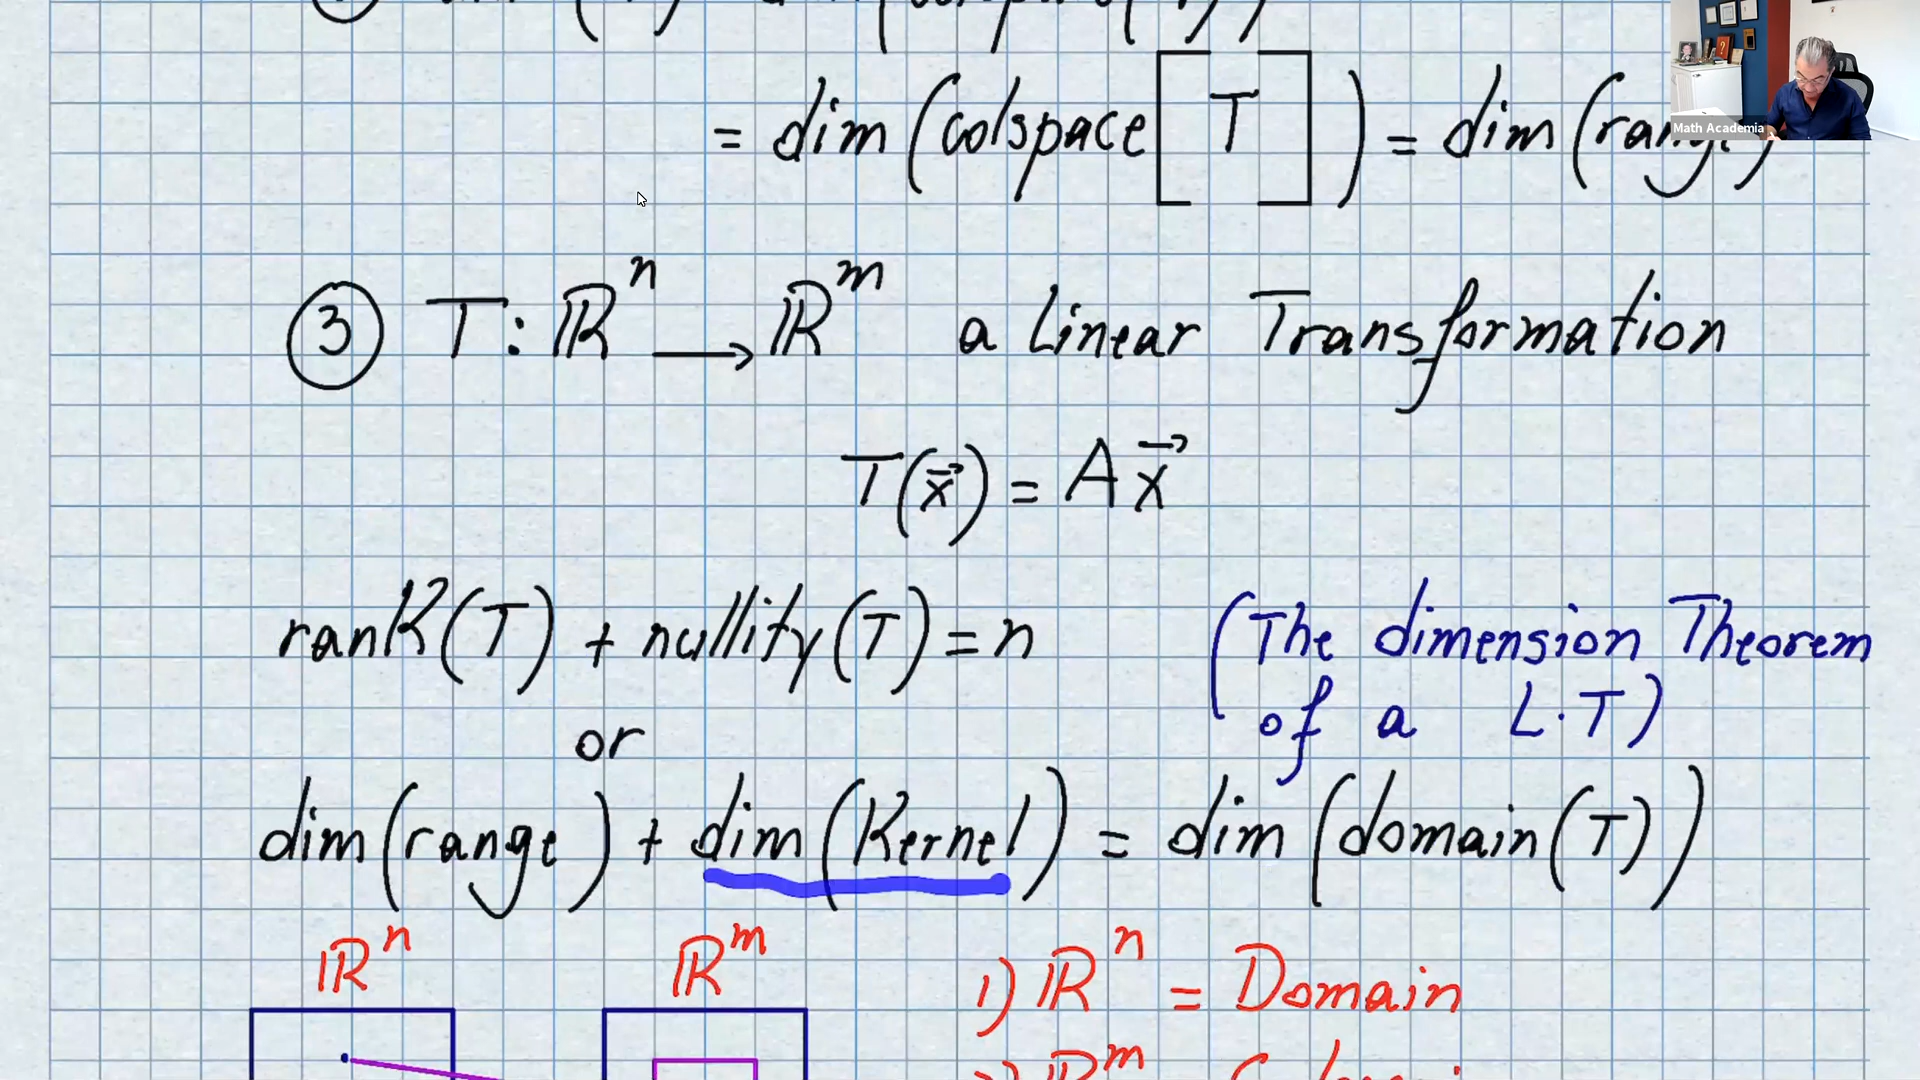 = dim (colspace [T]) = dim (range)
Math Academia
③ T: ℝⁿ → ℝᵐ a Linear Transformation
T(x⃗) = A x⃗
rank(T) + nullity(T) = n (The dimension Theorem
of a L.T)
or
dim(range) + dim(Kernel) = dim(domain(T))
ℝⁿ ℝᵐ 1) ℝⁿ = Domain
ℝᵐ